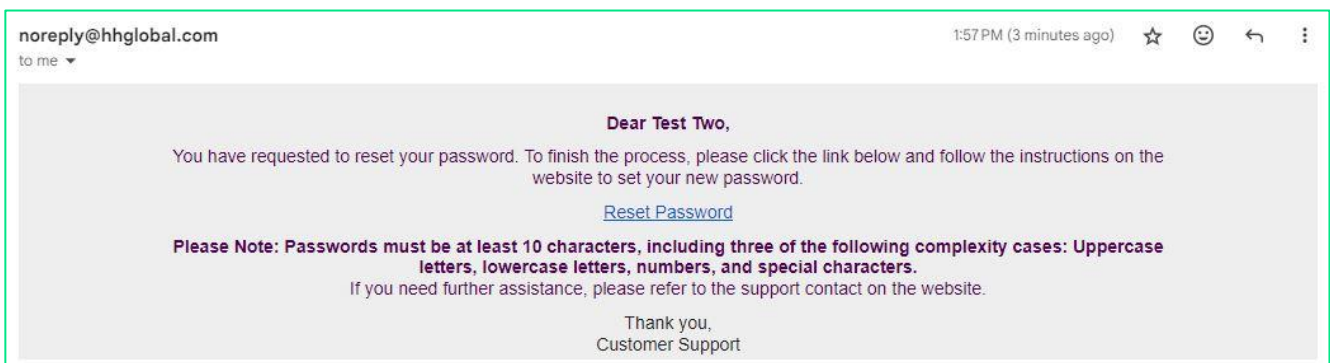 noreply@hhglobal.com
1:57 PM (3 minutes ago)
to me
Dear Test Two,
You have requested to reset your password. To finish the process, please click the link below and follow the instructions on the
website to set your new password.
Reset Password
Please Note: Passwords must be at least 10 characters, including three of the following complexity cases: Uppercase
letters, lowercase letters, numbers, and special characters.
If you need further assistance, please refer to the support contact on the website.
Thank you,
Customer Support